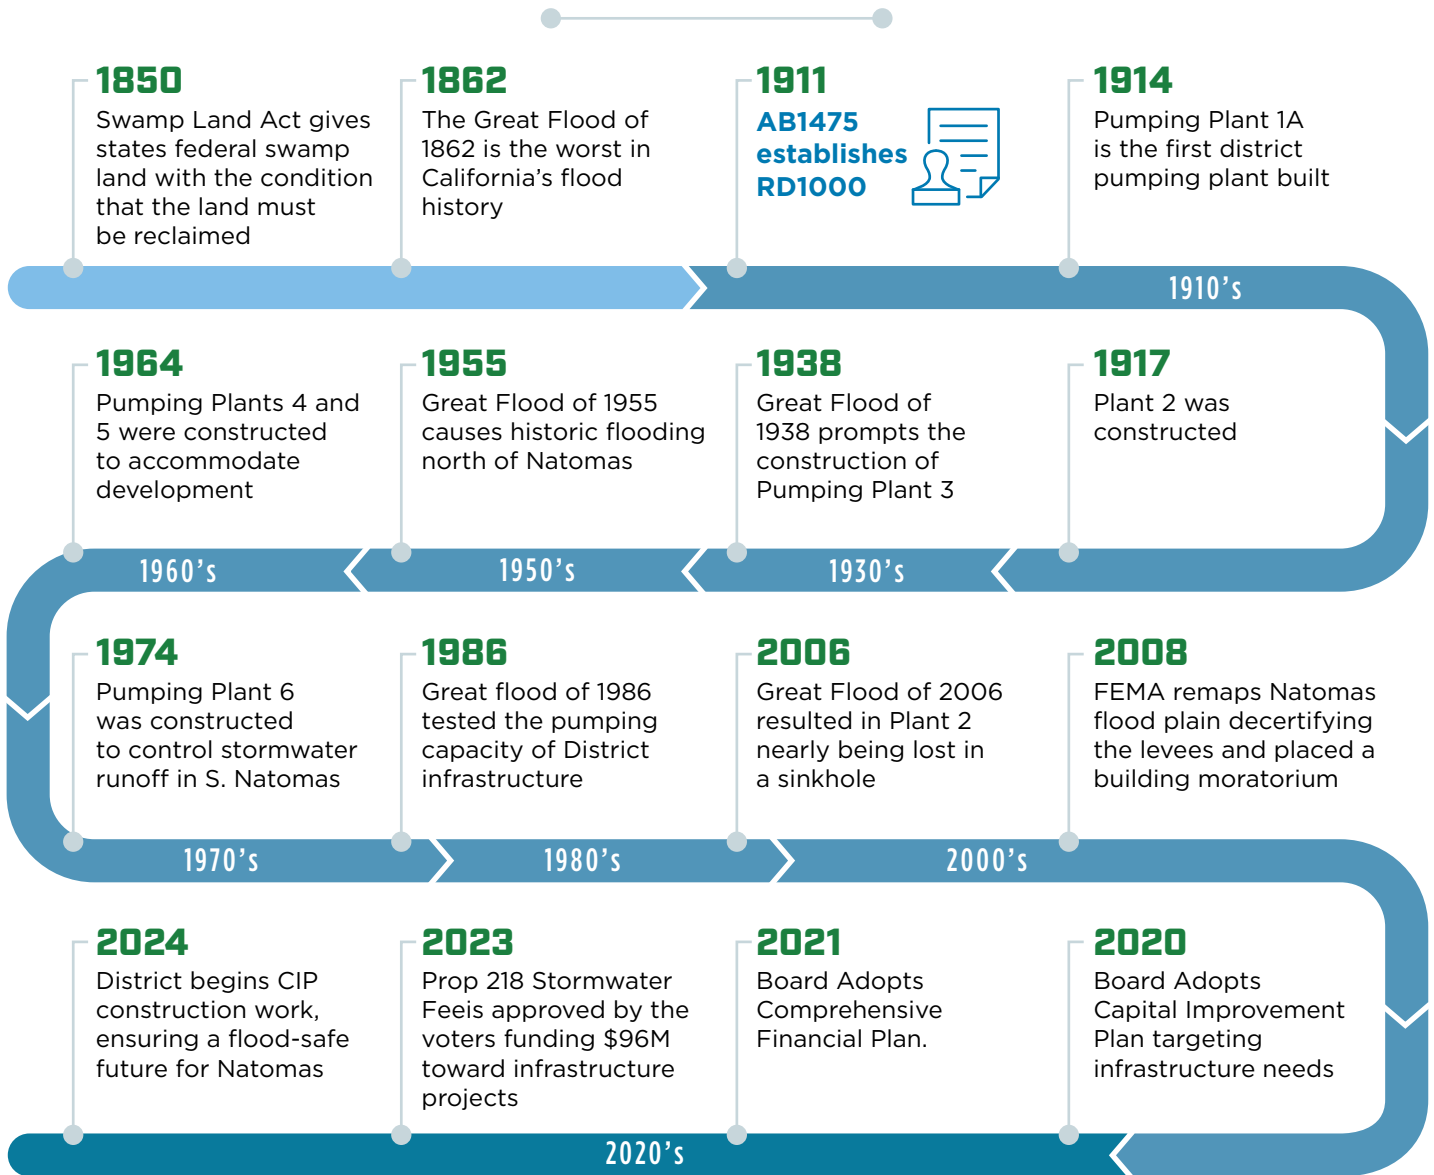 1850
Swamp Land Act gives
states federal swamp
land with the condition
that the land must
be reclaimed
1862
The Great Flood of
1862 is the worst in
California's flood
history
1911
AB1475
establishes
RD1000
1914
Pumping Plant 1A
is the first district
pumping plant built
1910's
1917
Plant 2 was
constructed
1938
Great Flood of
1938 prompts the
construction of
Pumping Plant 3
1930's
1955
Great Flood of 1955
causes historic flooding
north of Natomas
1950's
1964
Pumping Plants 4 and
5 were constructed
to accommodate
development
1960's
1974
Pumping Plant 6
was constructed
to control stormwater
runoff in S. Natomas
1970's
1986
Great flood of 1986
tested the pumping
capacity of District
infrastructure
1980's
2006
Great Flood of 2006
resulted in Plant 2
nearly being lost in
a sinkhole
2008
FEMA remaps Natomas
flood plain decertifying
the levees and placed a
building moratorium
2000's
2020
Board Adopts
Capital Improvement
Plan targeting
infrastructure needs
2021
Board Adopts
Comprehensive
Financial Plan.
2023
Prop 218 Stormwater
Feeis approved by the
voters funding $96M
toward infrastructure
projects
2024
District begins CIP
construction work,
ensuring a flood-safe
future for Natomas
2020's